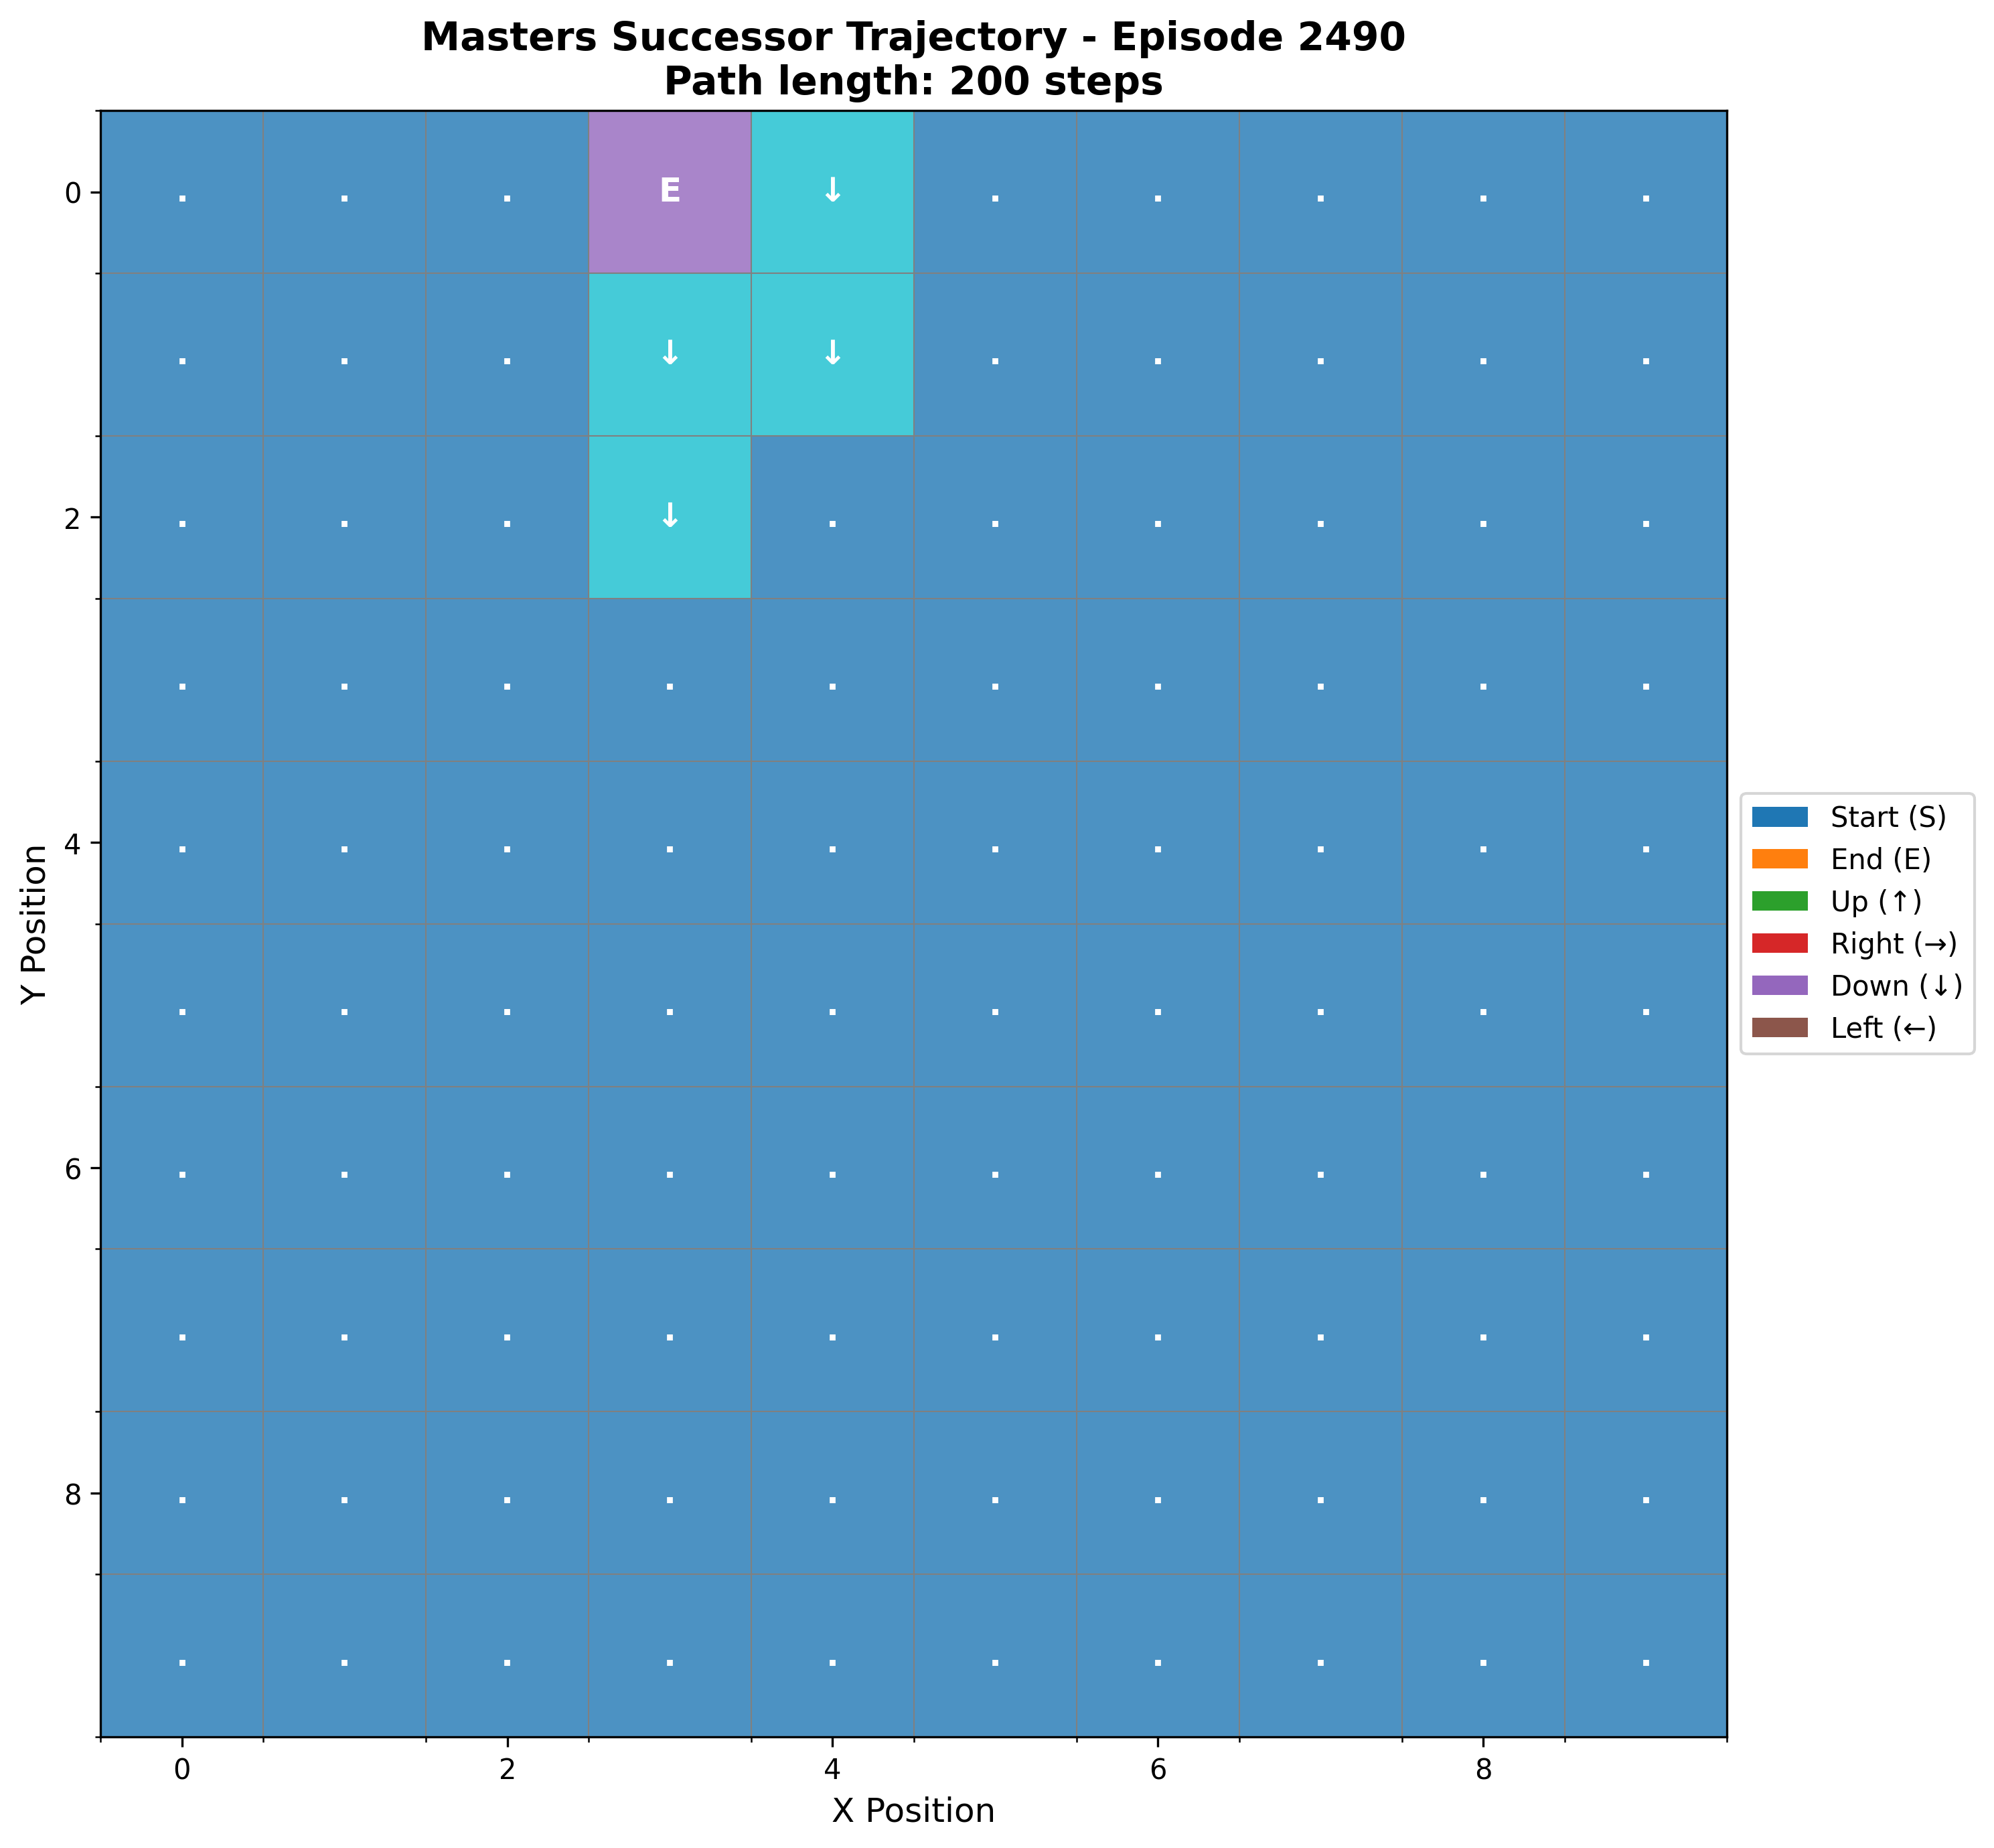 Masters Successor Trajectory - Episode 2490
Path length: 200 steps
0
. . . E ↓ . . . . .
. . . ↓ ↓ . . . . .
2
. . . ↓ . . . . . .
. . . . . . . . . .
4
. . . . . . . . . .
. . . . . . . . . .
6
. . . . . . . . . .
. . . . . . . . . .
8
. . . . . . . . . .
. . . . . . . . . .
Y Position
0 2 4 6 8
X Position
Start (S)
End (E)
Up (↑)
Right (→)
Down (↓)
Left (←)